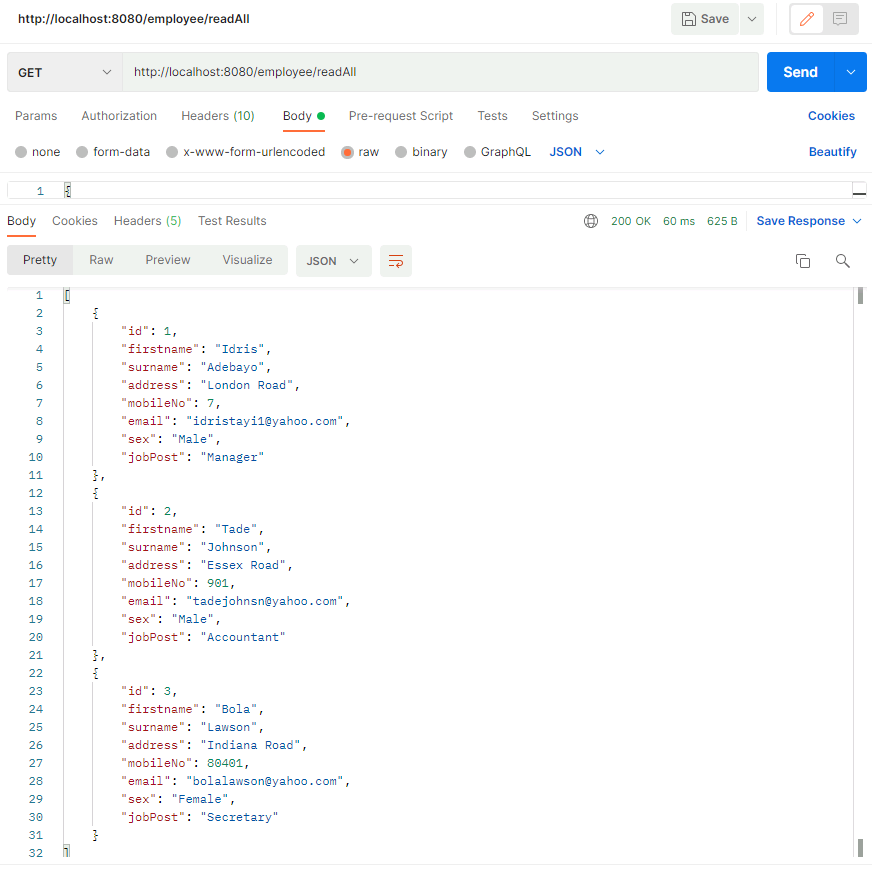 http://localhost:8080/employee/readAll Save
GET http://localhost:8080/employee/readAll Send
Params Authorization Headers (10) Body Pre-request Script Tests Settings Cookies
none form-data x-www-form-urlencoded raw binary GraphQL JSON Beautify
1 {
Body Cookies Headers (5) Test Results 200 OK 60 ms 625 B Save Response
Pretty Raw Preview Visualize JSON
1 [
2 {
3 "id": 1,
4 "firstname": "Idris",
5 "surname": "Adebayo",
6 "address": "London Road",
7 "mobileNo": 7,
8 "email": "idristayi1@yahoo.com",
9 "sex": "Male",
10 "jobPost": "Manager"
11 },
12 {
13 "id": 2,
14 "firstname": "Tade",
15 "surname": "Johnson",
16 "address": "Essex Road",
17 "mobileNo": 901,
18 "email": "tadejohnsn@yahoo.com",
19 "sex": "Male",
20 "jobPost": "Accountant"
21 },
22 {
23 "id": 3,
24 "firstname": "Bola",
25 "surname": "Lawson",
26 "address": "Indiana Road",
27 "mobileNo": 80401,
28 "email": "bolalawson@yahoo.com",
29 "sex": "Female",
30 "jobPost": "Secretary"
31 }
32 ]